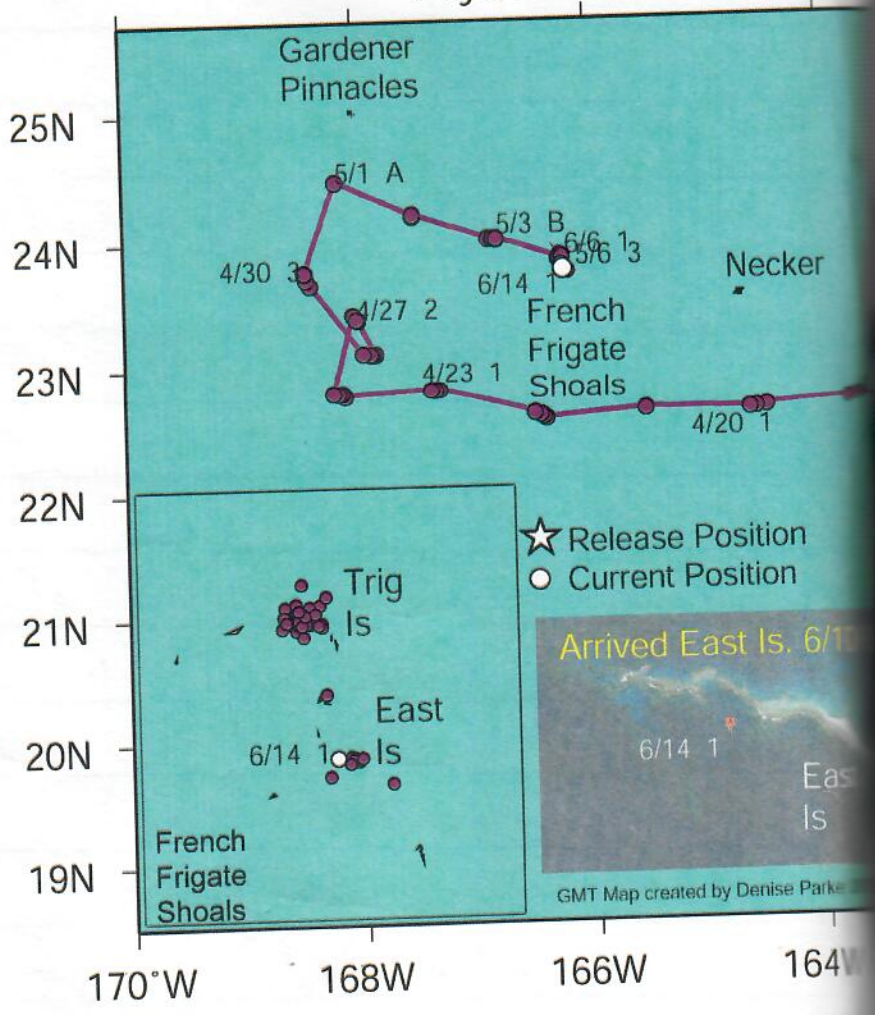 Gardener
Pinnacles
25N
5/1 A
5/3 B
24N
6/6 1
5/6 3
4/30 3
6/14 1
Necker
4/27 2
French
Frigate
Shoals
23N
4/23 1
4/20 1
22N
Release Position
Current Position
Trig
Is
21N
Arrived East Is.
East
Is
6/14 1
20N
6/14 1
Is
French
Frigate
Shoals
19N
GMT Map created by Denise
170°W
168W
166W
164W